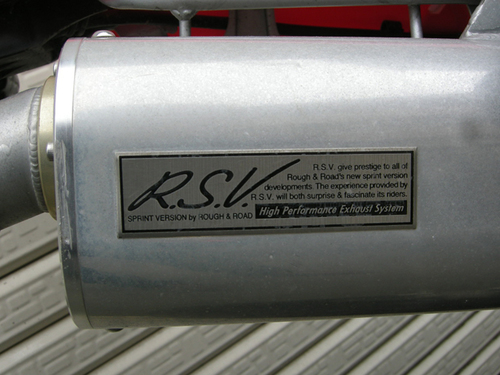 R.S.V.
SPRINT VERSION by ROUGH & ROAD
R.S.V. give prestige to all of
Rough & Road's new sprint version
developments. The experience provided by
R.S.V. will both surprise & fascinate its riders.
High Performance Exhaust System